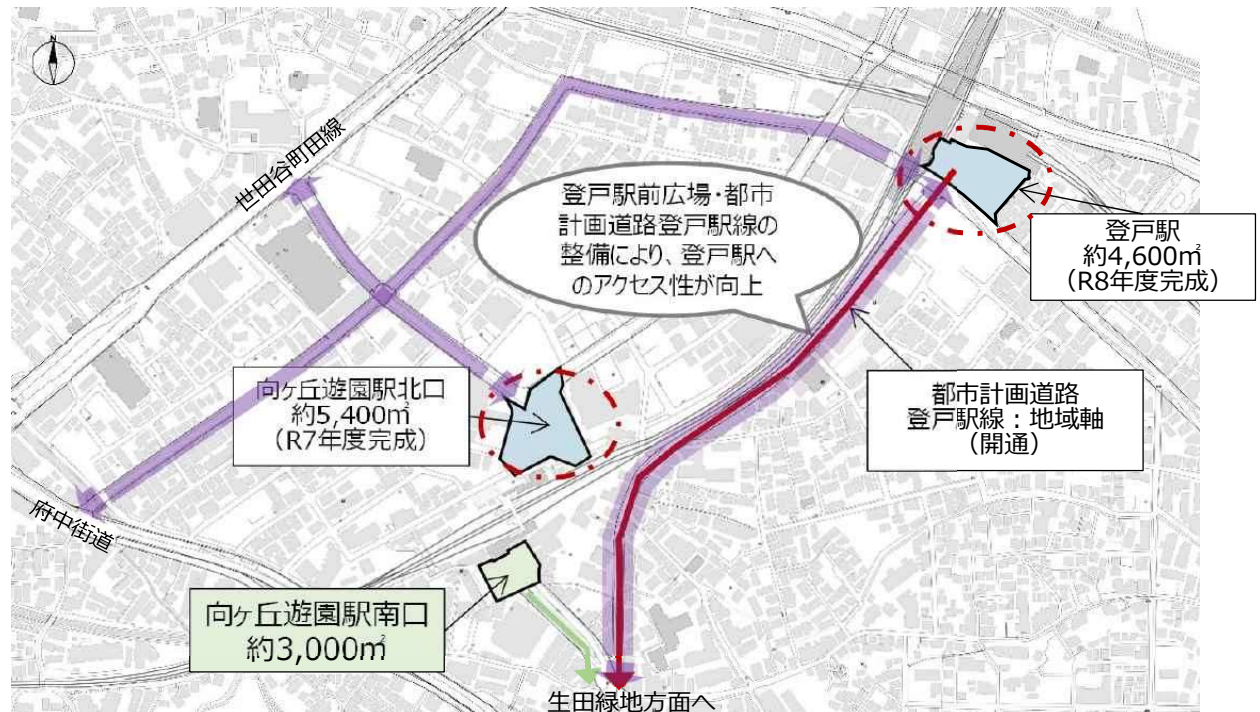 世田谷町田線
登戸駅前広場・都市
計画道路登戸駅線の
整備により、登戸駅へ
のアクセス性が向上
登戸駅
約4,600㎡
（R8年度完成）
向ヶ丘遊園駅北口
約5,400㎡
（R7年度完成）
都市計画道路
登戸駅線：地域軸
（開通）
府中街道
向ヶ丘遊園駅南口
約3,000㎡
生田緑地方面へ